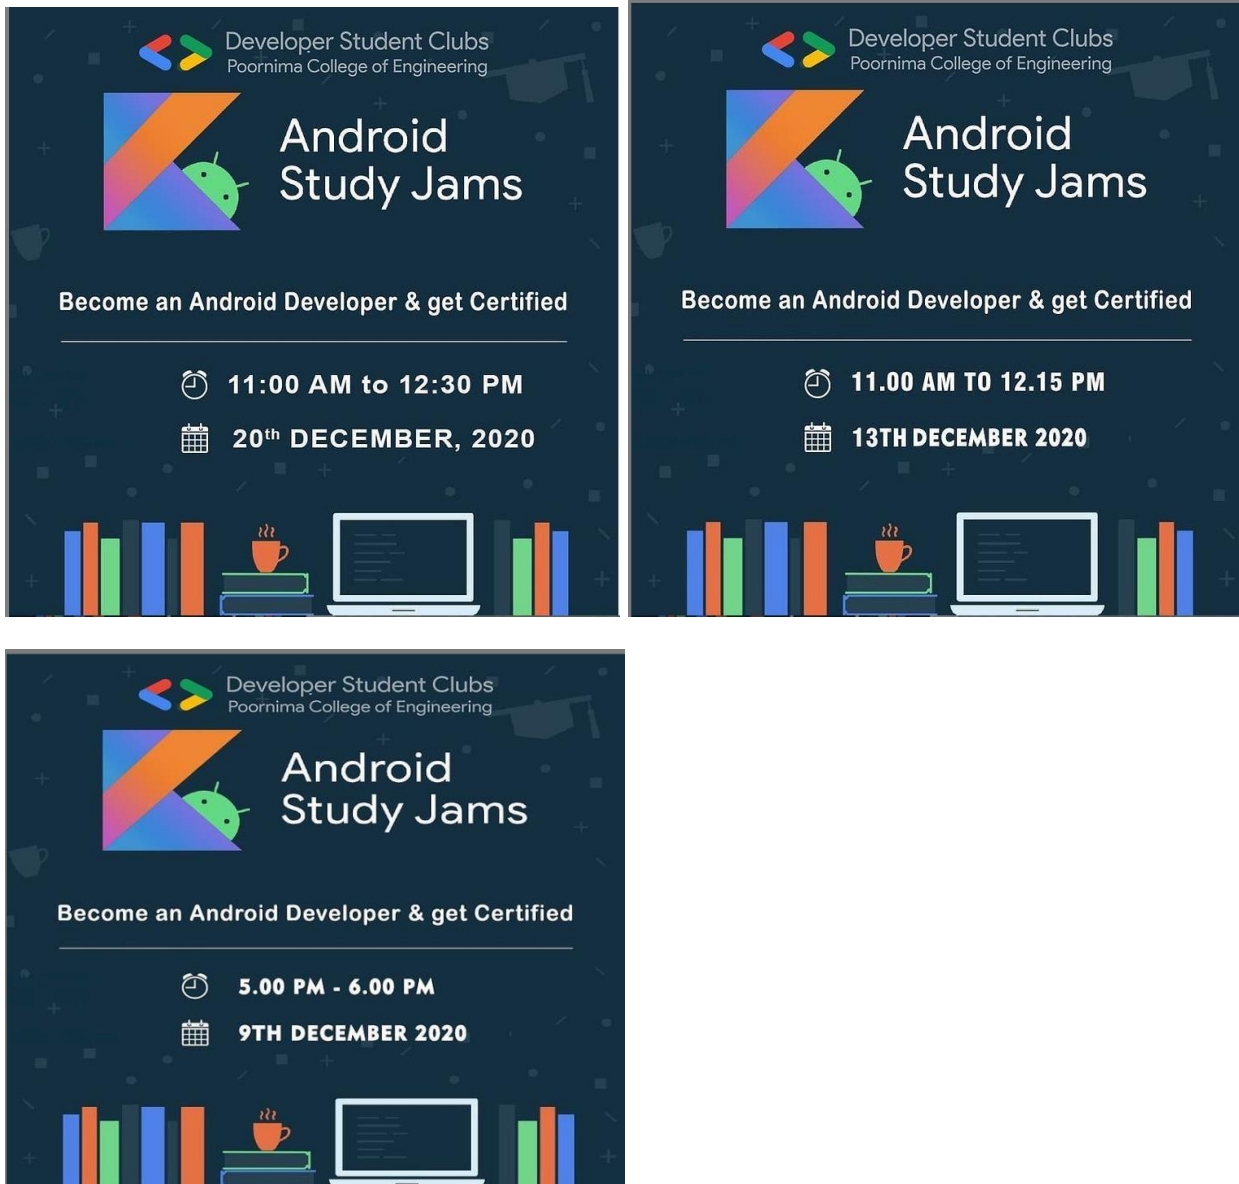 Developer Student Clubs
Poornima College of Engineering
Android
Study Jams
Become an Android Developer & get Certified
11:00 AM to 12:30 PM
20th DECEMBER, 2020
Developer Student Clubs
Poornima College of Engineering
Android
Study Jams
Become an Android Developer & get Certified
11.00 AM TO 12.15 PM
13TH DECEMBER 2020
Developer Student Clubs
Poornima College of Engineering
Android
Study Jams
Become an Android Developer & get Certified
5.00 PM - 6.00 PM
9TH DECEMBER 2020